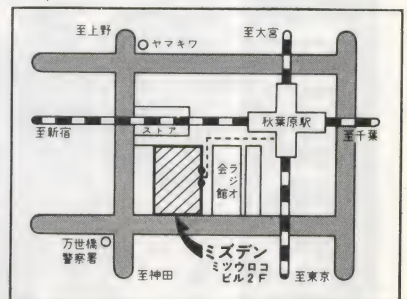 至上野
ヤマギワ
至大宮
至新宿
ストア
秋葉原駅
至千葉
ラジオ
会館
万世橋
警察署
ミズデン
ミツウロコ
ビル2F
至神田
至東京